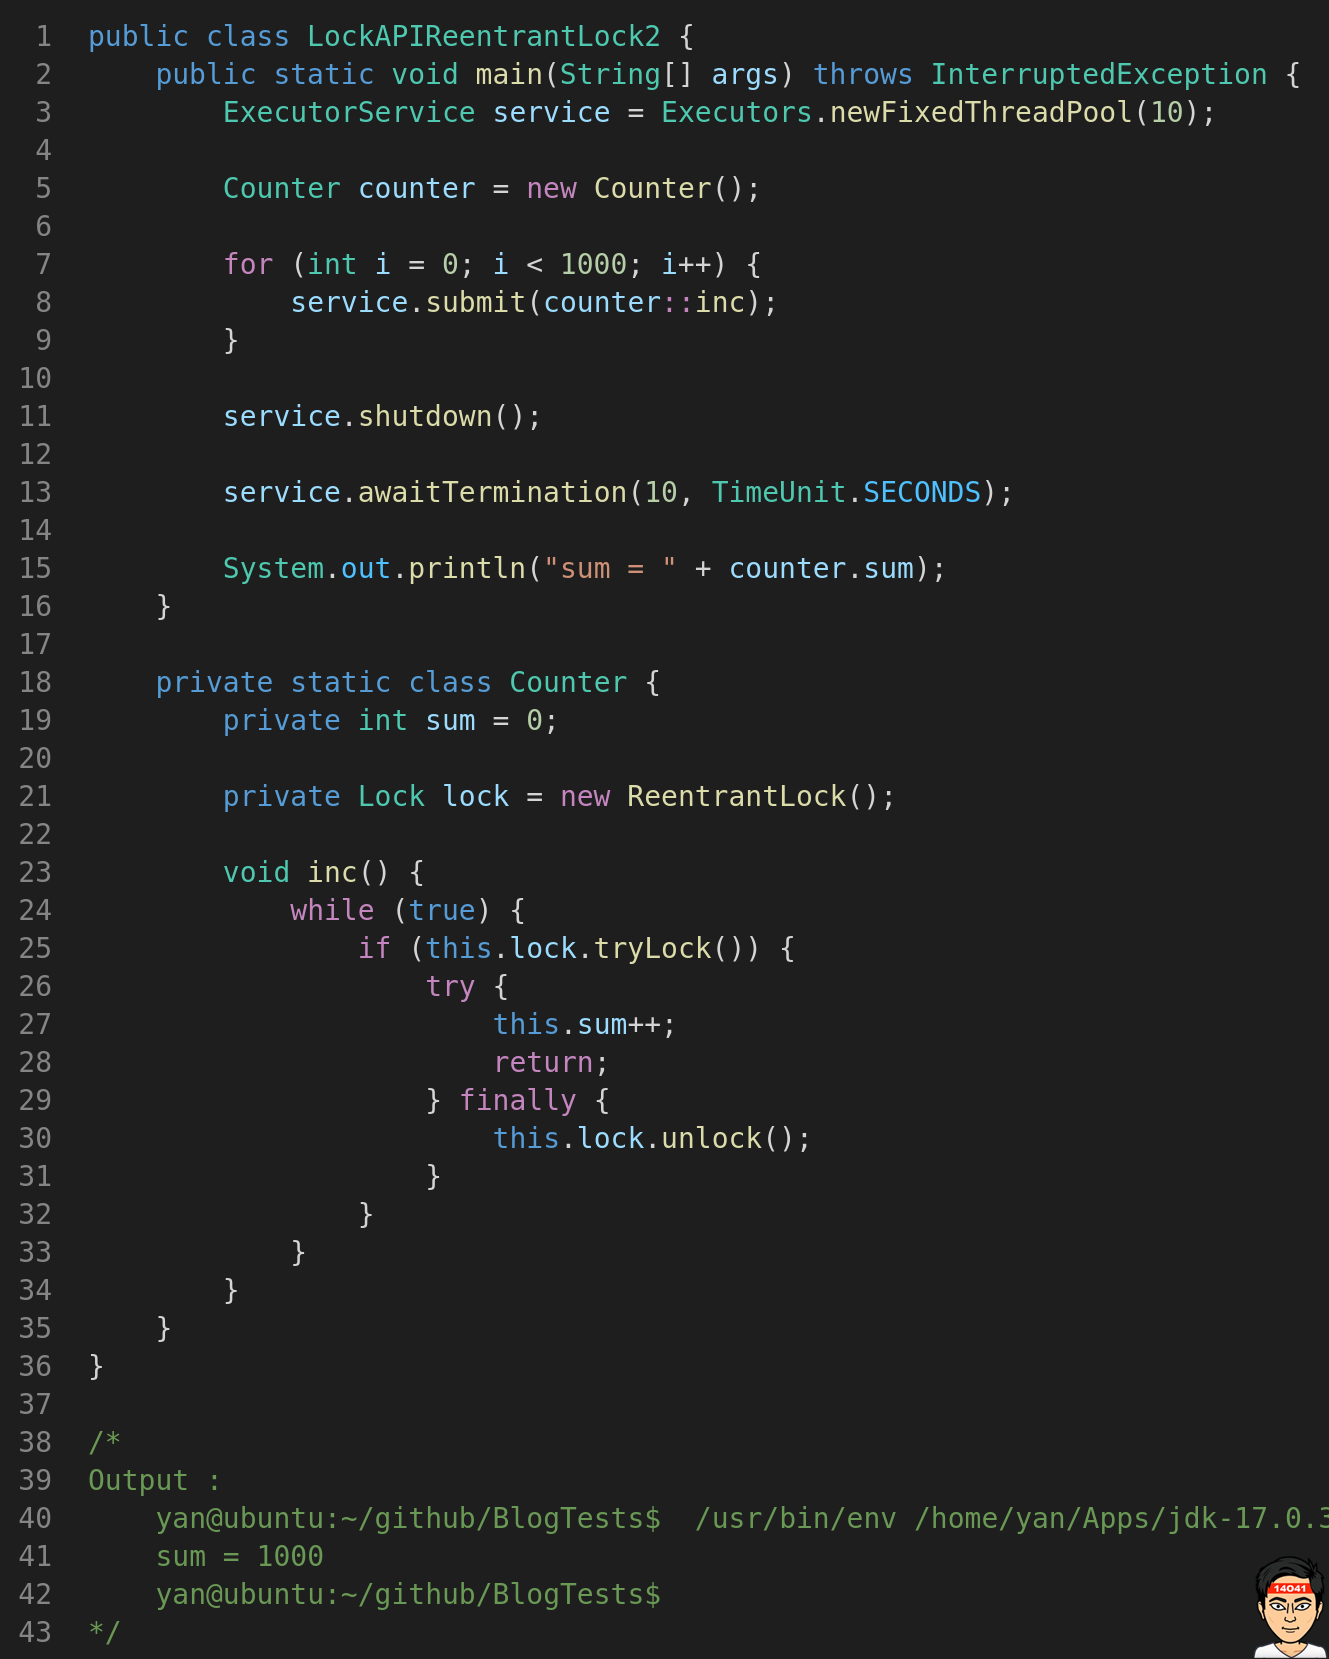 1 public class LockAPIReentrantLock2 {
2     public static void main(String[] args) throws InterruptedException {
3         ExecutorService service = Executors.newFixedThreadPool(10);
4
5         Counter counter = new Counter();
6
7         for (int i = 0; i < 1000; i++) {
8             service.submit(counter::inc);
9         }
10
11         service.shutdown();
12
13         service.awaitTermination(10, TimeUnit.SECONDS);
14
15         System.out.println("sum = " + counter.sum);
16     }
17
18     private static class Counter {
19         private int sum = 0;
20
21         private Lock lock = new ReentrantLock();
22
23         void inc() {
24             while (true) {
25                 if (this.lock.tryLock()) {
26                     try {
27                         this.sum++;
28                         return;
29                     } finally {
30                         this.lock.unlock();
31                     }
32                 }
33             }
34         }
35     }
36 }
37
38 /*
39 Output :
40     yan@ubuntu:~/github/BlogTests$  /usr/bin/env /home/yan/Apps/jdk-17.0.3
41     sum = 1000
42     yan@ubuntu:~/github/BlogTests$
43 */
14041